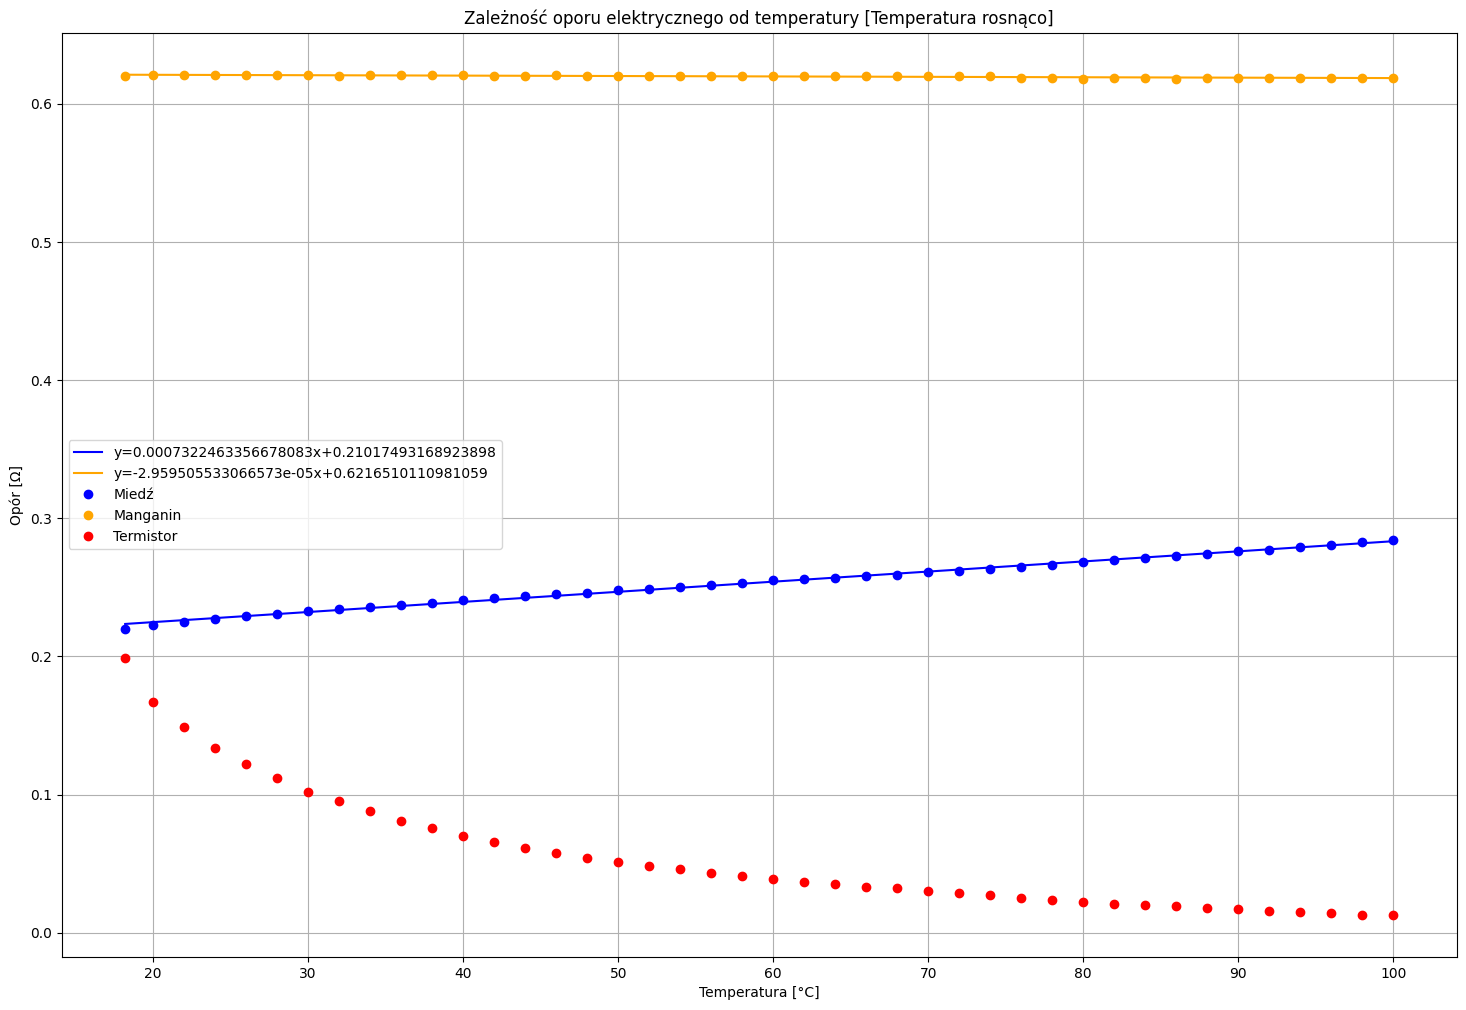 Zależność oporu elektrycznego od temperatury [Temperatura rosnąco]
Opór [Ω]
0.6
0.5
0.4
0.3
0.2
0.1
0.0
y=0.0007322463356678083x+0.21017493168923898
y=-2.959505533066573e-05x+0.6216510110981059
Miedź
Manganin
Termistor
20 30 40 50 60 70 80 90 100
Temperatura [°C]